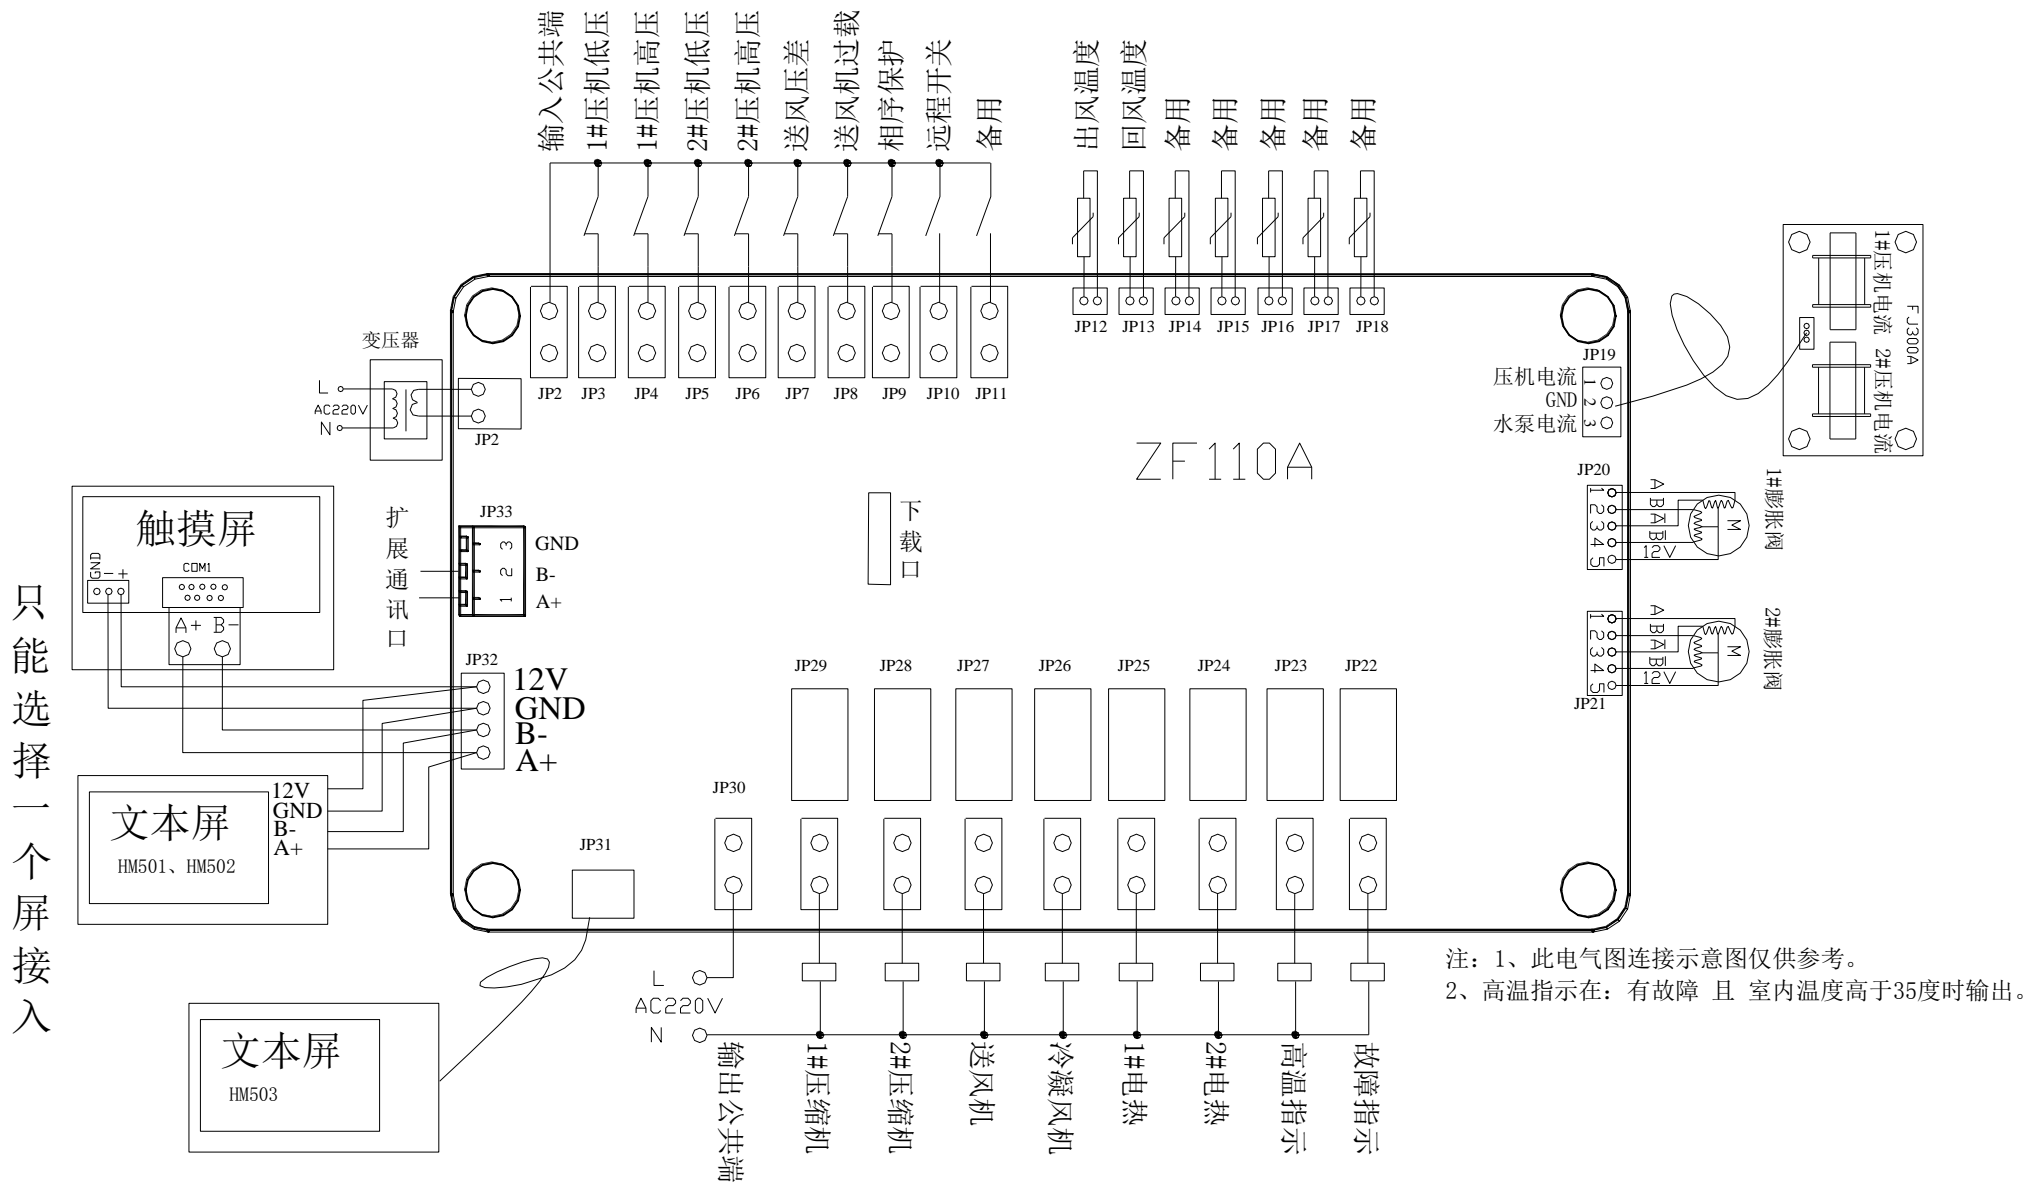 输入公共端
1#压机低压
1#压机高压
2#压机低压
2#压机高压
送风压差
送风机过载
相序保护
远程开关
备用
出风温度
回风温度
备用
备用
备用
备用
备用
JP2
JP3
JP4
JP5
JP6
JP7
JP8
JP9
JP10
JP11
JP12
JP13
JP14
JP15
JP16
JP17
JP18
变压器
L
AC220V
N
JP2
JP19
压机电流
GND
水泵电流
1
2
3
1#压机电流
2#压机电流
FJ300A
ZF110A
下载口
JP20
1
2
3
4
5
A
B
A̅
B̅
12V
M
1#膨胀阀
JP21
1
2
3
4
5
A
B
A̅
B̅
12V
M
2#膨胀阀
扩展通讯口
JP33
3
2
1
GND
B-
A+
只能选择一个屏接入
触摸屏
GND
-
+
COM1
A+
B-
JP32
12V
GND
B-
A+
文本屏
HM501、HM502
12V
GND
B-
A+
JP31
文本屏
HM503
JP30
JP29
JP28
JP27
JP26
JP25
JP24
JP23
JP22
L
AC220V
N
输出公共端
1#压缩机
2#压缩机
送风机
冷凝风机
1#电热
2#电热
高温指示
故障指示
注：1、此电气图连接示意图仅供参考。
2、高温指示在：有故障 且 室内温度高于35度时输出。